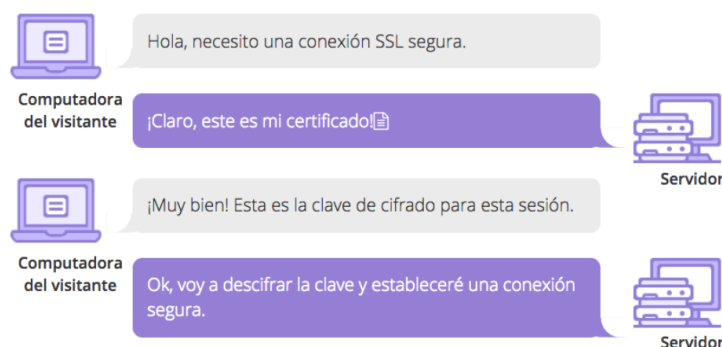 Hola, necesito una conexión SSL segura.
Computadora
del visitante
¡Claro, este es mi certificado!
Servidor
¡Muy bien! Esta es la clave de cifrado para esta sesión.
Computadora
del visitante
Ok, voy a descifrar la clave y estableceré una conexión
segura.
Servidor